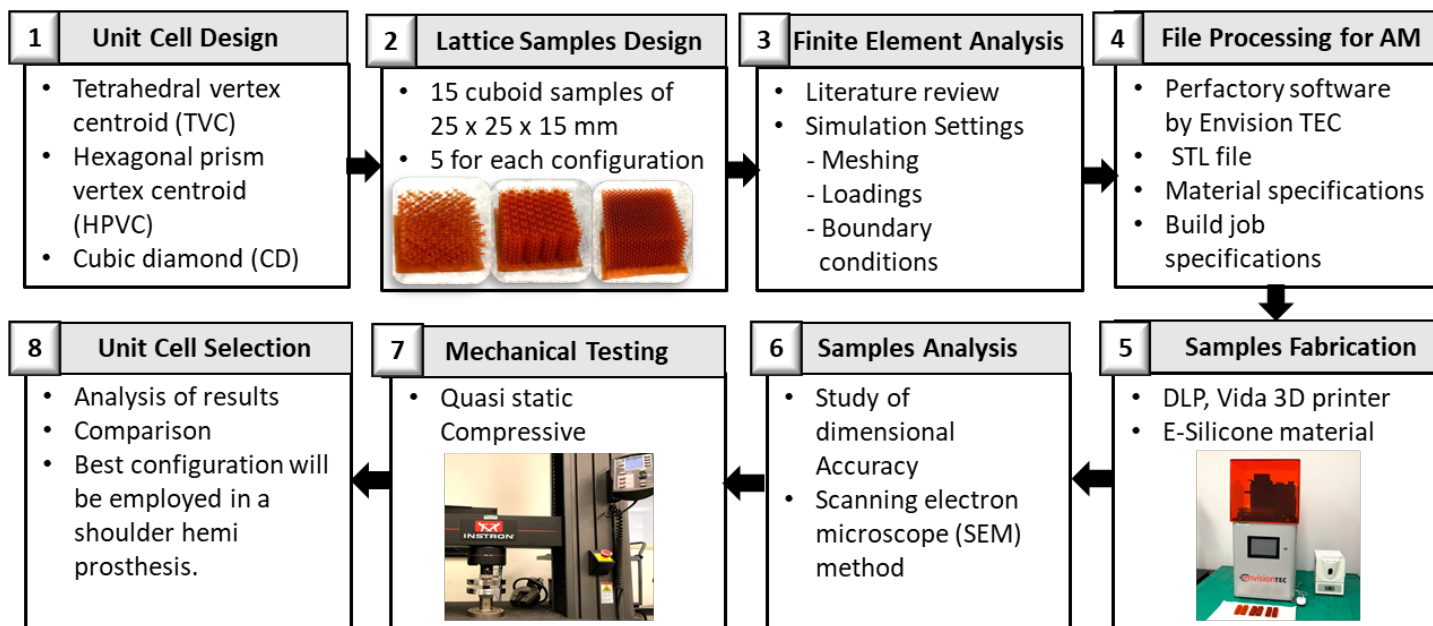 1 Unit Cell Design
• Tetrahedral vertex
centroid (TVC)
• Hexagonal prism
vertex centroid
(HPVC)
• Cubic diamond (CD)
2 Lattice Samples Design
• 15 cuboid samples of
25 x 25 x 15 mm
• 5 for each configuration
3 Finite Element Analysis
• Literature review
• Simulation Settings
- Meshing
- Loadings
- Boundary
conditions
4 File Processing for AM
• Perfactory software
by Envision TEC
• STL file
• Material specifications
• Build job
specifications
5 Samples Fabrication
• DLP, Vida 3D printer
• E-Silicone material
envisionTEC
6 Samples Analysis
• Study of
dimensional
Accuracy
• Scanning electron
microscope (SEM)
method
7 Mechanical Testing
• Quasi static
Compressive
INSTRON
8 Unit Cell Selection
• Analysis of results
• Comparison
• Best configuration will
be employed in a
shoulder hemi
prosthesis.